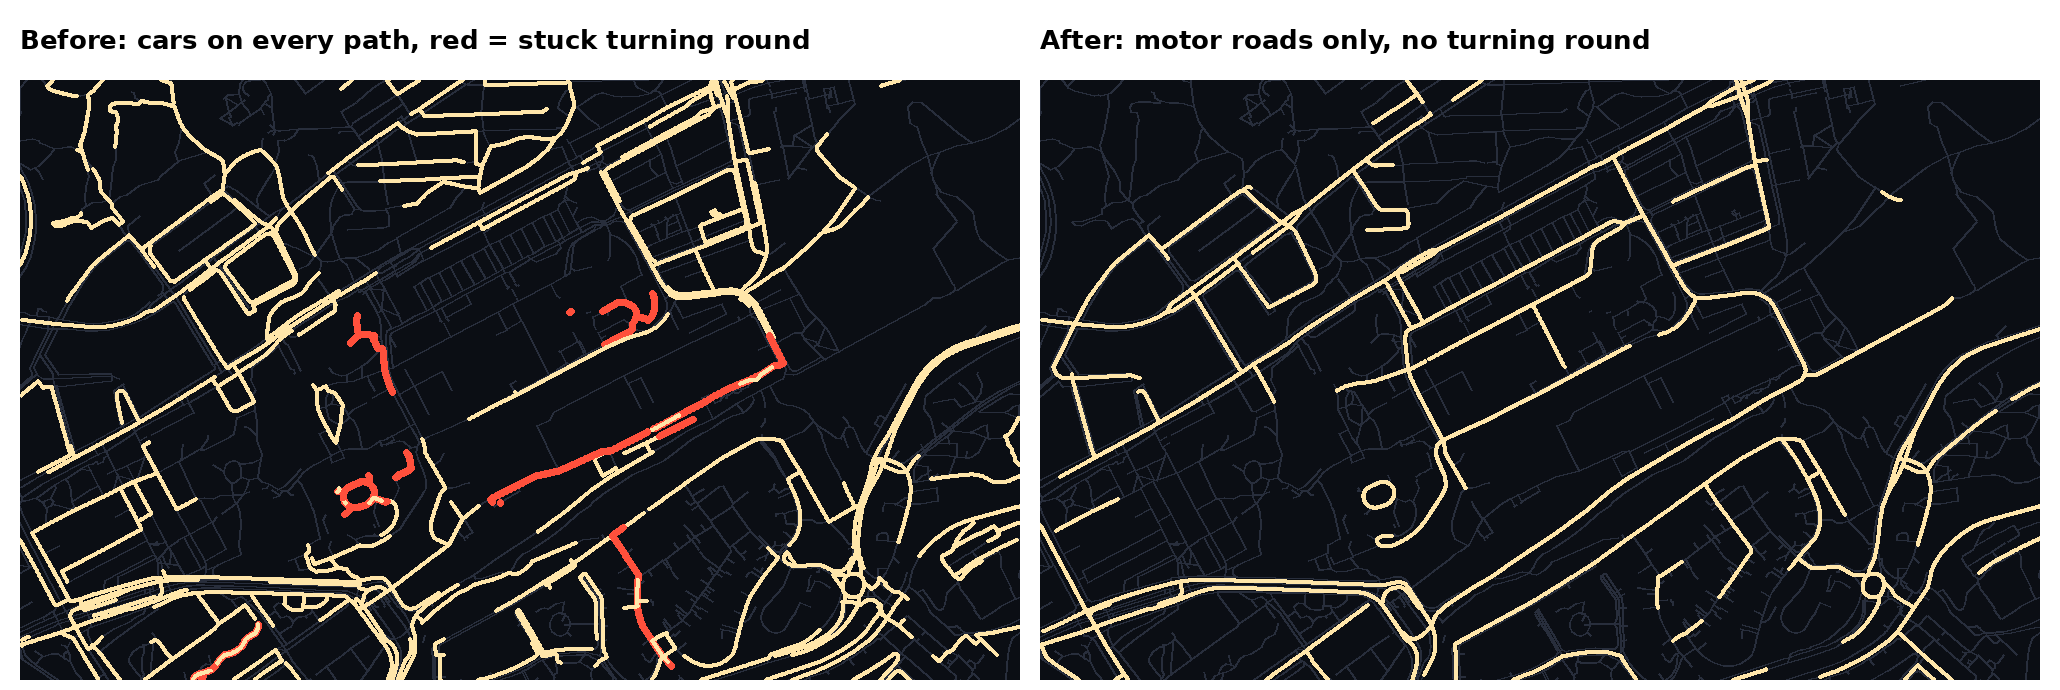 Before: cars on every path, red = stuck turning round
After: motor roads only, no turning round